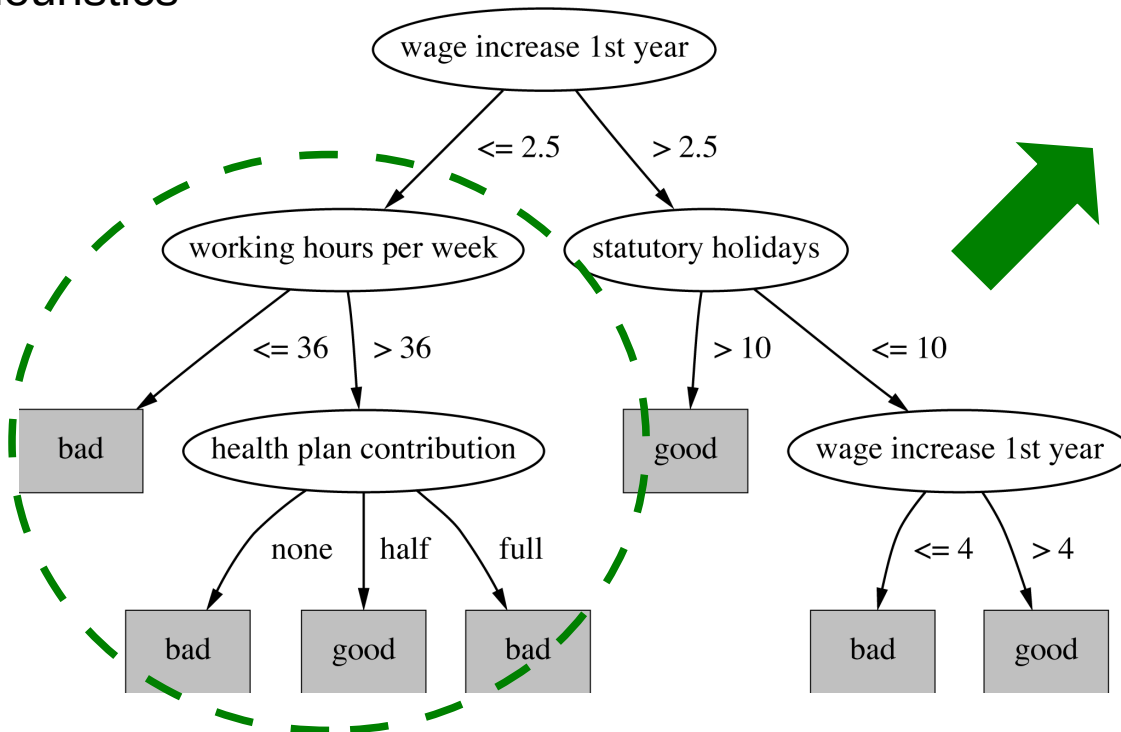 wage increase 1st year
<= 2.5 > 2.5
working hours per week statutory holidays
<= 36 > 36 > 10 <= 10
bad health plan contribution good wage increase 1st year
none half full <= 4 > 4
bad good bad bad good